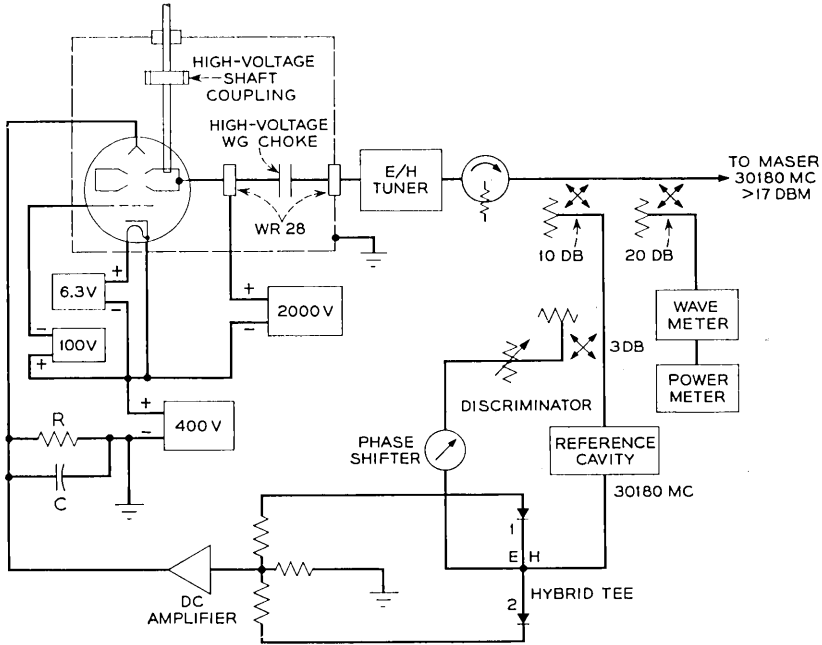 HIGH-VOLTAGE
SHAFT
COUPLING
HIGH-VOLTAGE
WG CHOKE
E/H
TUNER
TO MASER
30180 MC
>17 DBM
WR 28
10 DB
20 DB
+
6.3V
−
+
2000 V
−
WAVE
METER
−
100V
+
3DB
POWER
METER
DISCRIMINATOR
+
400 V
−
R
C
PHASE
SHIFTER
REFERENCE
CAVITY
30180 MC
1
E H
2
HYBRID TEE
DC
AMPLIFIER